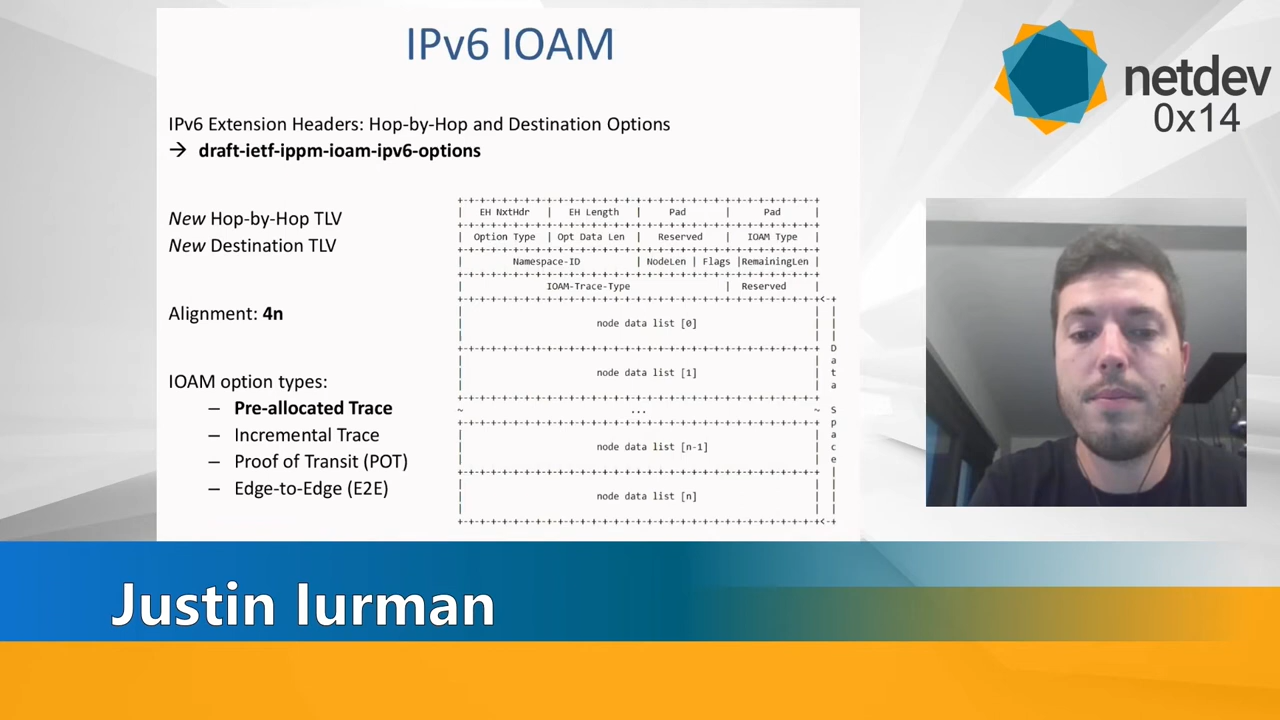 IPv6 IOAM
netdev
0x14
IPv6 Extension Headers: Hop-by-Hop and Destination Options
→ draft-ietf-ippm-ioam-ipv6-options
New Hop-by-Hop TLV
New Destination TLV
Alignment: 4n
IOAM option types:
– Pre-allocated Trace
– Incremental Trace
– Proof of Transit (POT)
– Edge-to-Edge (E2E)
| EH NxtHdr | EH Length | Pad | Pad |
| Option Type | Opt Data Len | Reserved | IOAM Type |
| Namespace-ID | NodeLen | Flags |RemainingLen |
| IOAM-Trace-Type | Reserved |
node data list [0]
node data list [1]
~ ... ~
node data list [n-1]
node data list [n]
Data Space
Justin Iurman